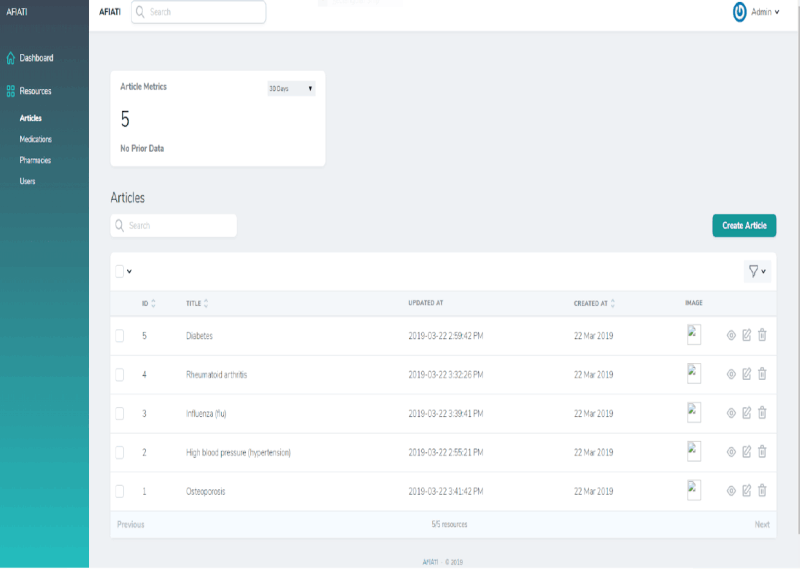 AFIATI
AFIATI
Search
Admin
Dashboard
Resources
Articles
Medications
Pharmacies
Users
Article Metrics
30 Days
5
No Prior Data
Articles
Search
Create Article
ID TITLE UPDATED AT CREATED AT IMAGE
5 Diabetes 2019-03-22 2:59:42 PM 22 Mar 2019
4 Rheumatoid arthritis 2019-03-22 3:32:26 PM 22 Mar 2019
3 Influenza (flu) 2019-03-22 3:39:41 PM 22 Mar 2019
2 High blood pressure (hypertension) 2019-03-22 2:55:21 PM 22 Mar 2019
1 Osteoporosis 2019-03-22 3:41:42 PM 22 Mar 2019
Previous 5/5 resources Next
AFIATI · © 2019